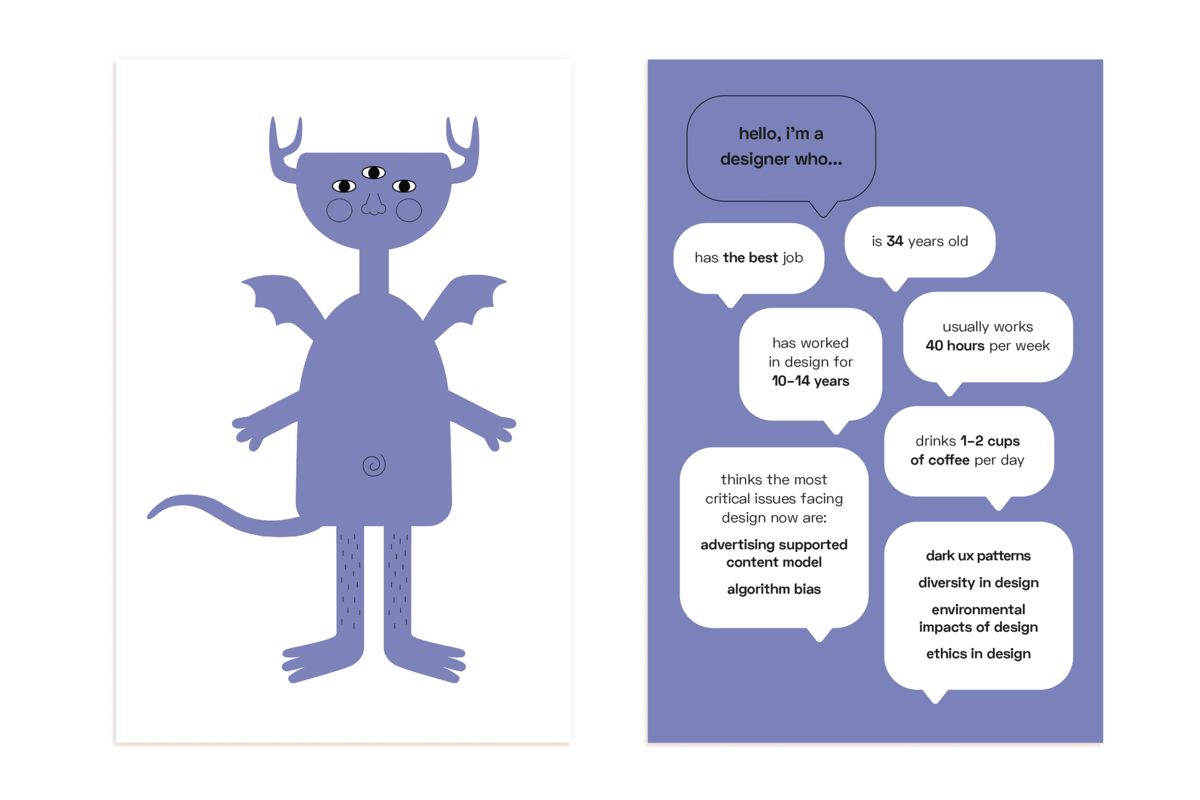 hello, i'm a
designer who...
has the best job
is 34 years old
has worked
in design for
10–14 years
usually works
40 hours per week
drinks 1–2 cups
of coffee per day
thinks the most
critical issues facing
design now are:
advertising supported
content model
algorithm bias
dark ux patterns
diversity in design
environmental
impacts of design
ethics in design